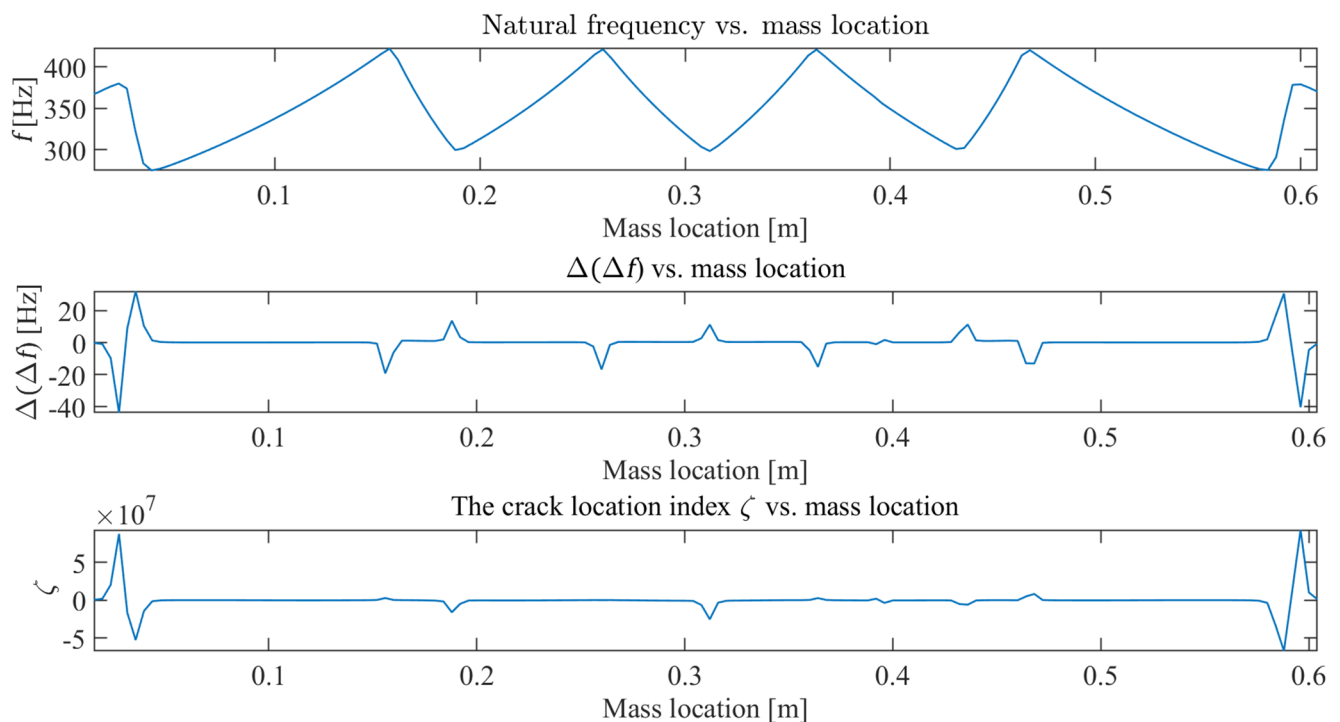 Natural frequency vs. mass location
f [Hz]
400
350
300
0.1 0.2 0.3 0.4 0.5 0.6
Mass location [m]
Δ(Δf) vs. mass location
Δ(Δf) [Hz]
20
0
-20
-40
0.1 0.2 0.3 0.4 0.5 0.6
Mass location [m]
The crack location index ζ vs. mass location
×10⁷
ζ
5
0
-5
0.1 0.2 0.3 0.4 0.5 0.6
Mass location [m]